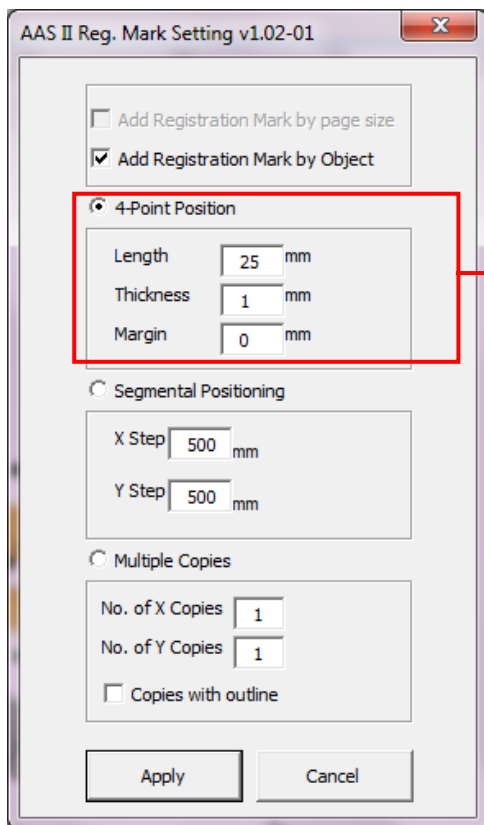 AAS II Reg. Mark Setting v1.02-01
Add Registration Mark by page size
Add Registration Mark by Object
4-Point Position
Length 25 mm
Thickness 1 mm
Margin 0 mm
Segmental Positioning
X Step 500 mm
Y Step 500 mm
Multiple Copies
No. of X Copies 1
No. of Y Copies 1
Copies with outline
Apply Cancel